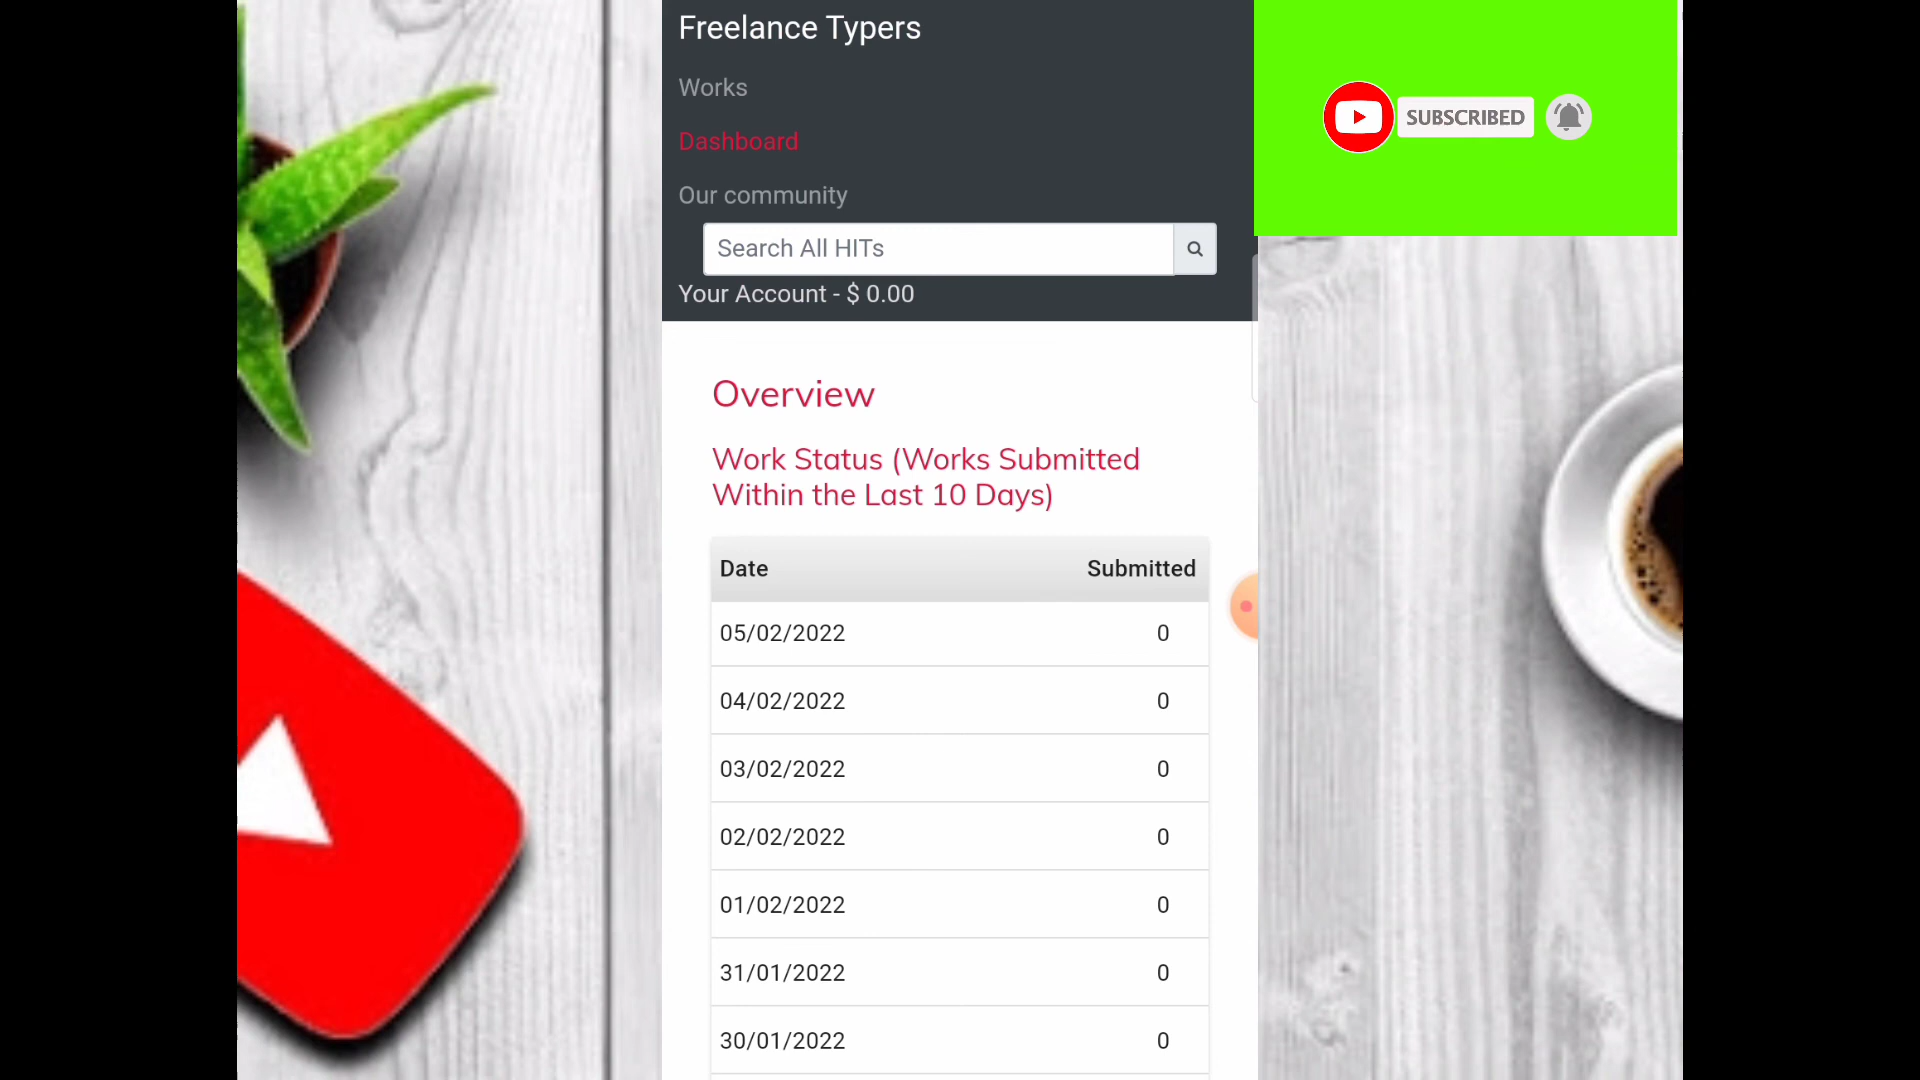 Freelance Typers
Works
Dashboard
Our community
Search All HITs
Your Account - $ 0.00
SUBSCRIBED
Overview
Work Status (Works Submitted
Within the Last 10 Days)
Date Submitted
05/02/2022 0
04/02/2022 0
03/02/2022 0
02/02/2022 0
01/02/2022 0
31/01/2022 0
30/01/2022 0